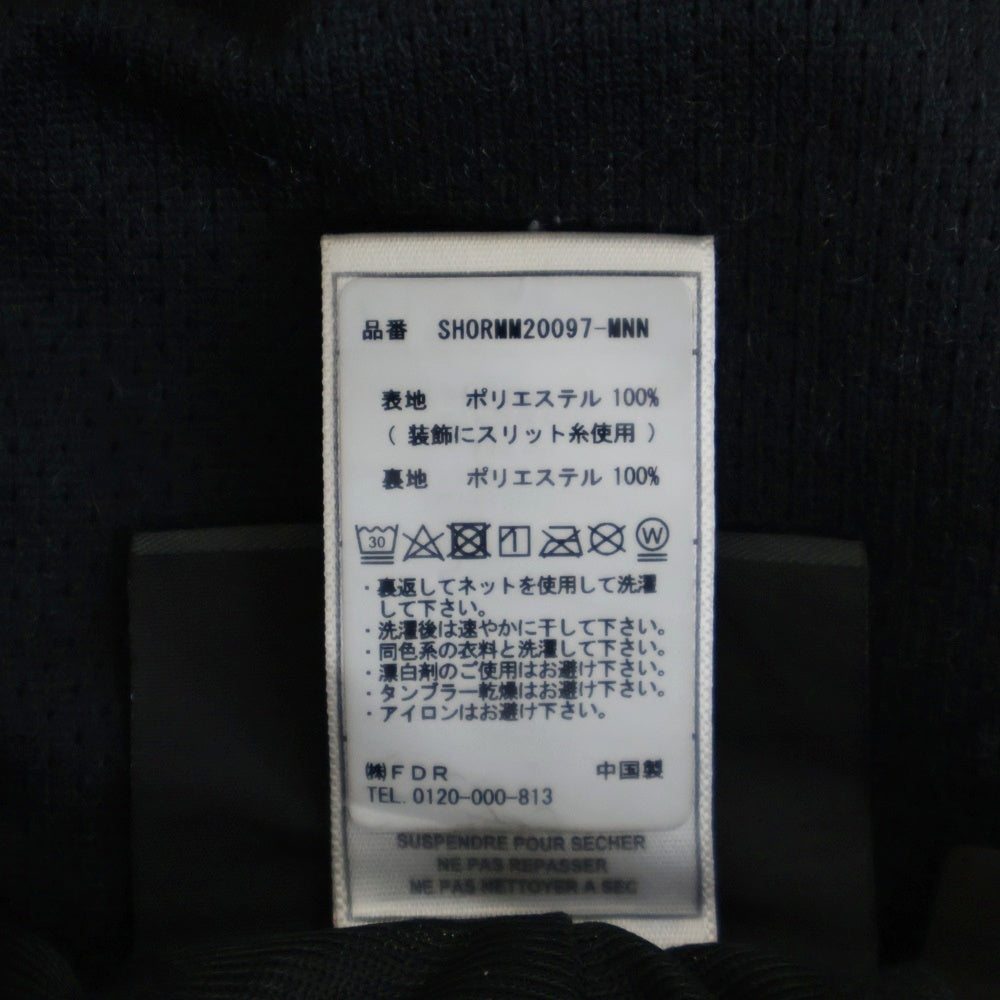 品番 SHORMM20097-MNN
表地 ポリエステル 100%
( 装飾にスリット糸使用 )
裏地 ポリエステル 100%
30 W
・裏返してネットを使用して洗濯
して下さい。
・洗濯後は速やかに干して下さい。
・同色系の衣料と洗濯して下さい。
・漂白剤のご使用はお避け下さい。
・タンブラー乾燥はお避け下さい。
・アイロンはお避け下さい。
㈱FDR 中国製
TEL. 0120-000-813
SUSPENDRE POUR SECHER
NE PAS REPASSER
NE PAS NETTOYER A SEC